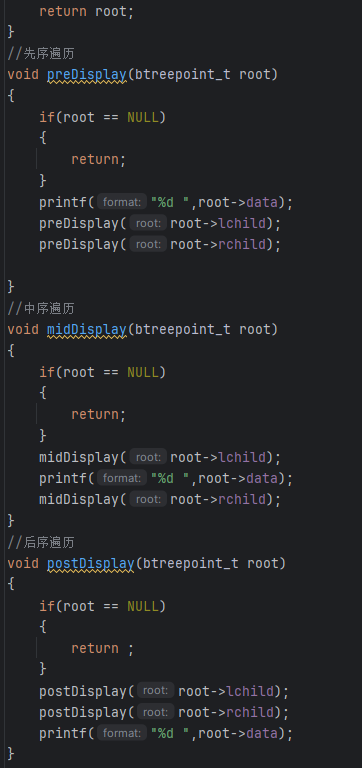 return root;
}
//先序遍历
void preDisplay(btreepoint_t root)
{
    if(root == NULL)
    {
        return;
    }
    printf( format: "%d ",root->data);
    preDisplay( root: root->lchild);
    preDisplay( root: root->rchild);

}
//中序遍历
void midDisplay(btreepoint_t root)
{
    if(root == NULL)
    {
        return;
    }
    midDisplay( root: root->lchild);
    printf( format: "%d ",root->data);
    midDisplay( root: root->rchild);
}
//后序遍历
void postDisplay(btreepoint_t root)
{
    if(root == NULL)
    {
        return ;
    }
    postDisplay( root: root->lchild);
    postDisplay( root: root->rchild);
    printf( format: "%d ",root->data);
}